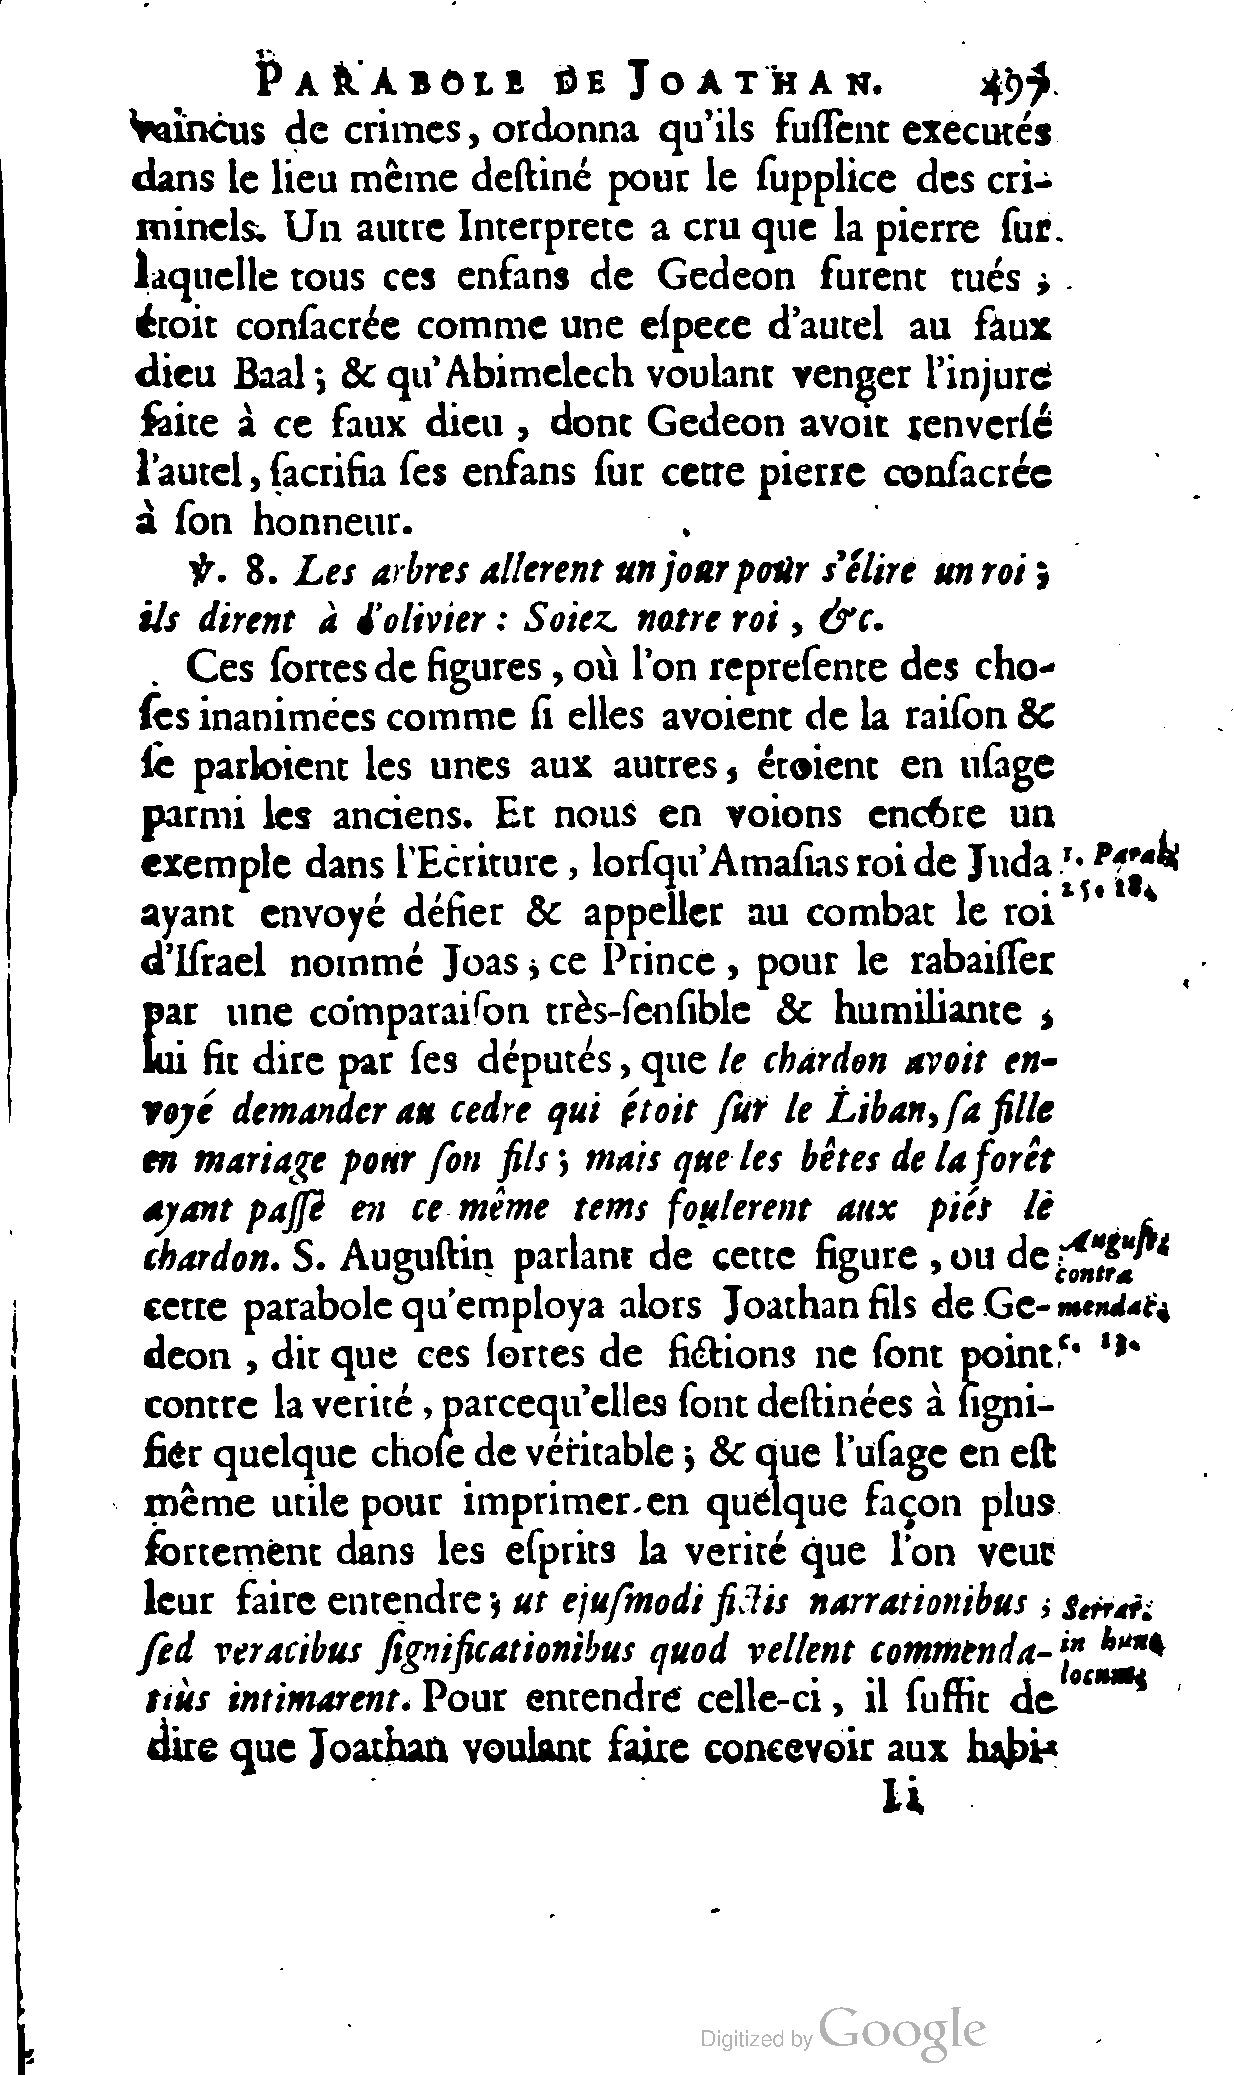 PARABOLE DE JOATHAN. 497
vaincus de crimes, ordonna qu'ils fuſſent executés
dans le lieu même deſtiné pour le ſupplice des cri-
minels. Un autre Interprete a cru que la pierre ſur
laquelle tous ces enfans de Gedeon furent tués,
étoit conſacrée comme une eſpece d'autel au faux
dieu Baal; & qu'Abimelech voulant venger l'injure
faite à ce faux dieu, dont Gedeon avoit renverſé
l'autel, ſacrifia ſes enfans ſur cette pierre conſacrée
à ſon honneur.
℣. 8. Les arbres allerent un jour pour s'élire un roi;
ils dirent à l'olivier: Soiez notre roi, &c.
Ces ſortes de figures, où l'on repreſente des cho-
ſes inanimées comme ſi elles avoient de la raiſon &
ſe parloient les unes aux autres, étoient en uſage
parmi les anciens. Et nous en voions encore un
exemple dans l'Ecriture, lorſqu'Amaſias roi de Juda
1. Paral.
25. 18.
ayant envoyé défier & appeller au combat le roi
d'Iſrael nommé Joas; ce Prince, pour le rabaiſſer
par une comparaiſon très-ſenſible & humiliante,
lui fit dire par ſes députés, que le chardon avoit en-
voyé demander au cedre qui étoit ſur le Liban, ſa fille
en mariage pour ſon fils; mais que les bêtes de la forêt
ayant paſſé en ce même tems foulerent aux piés le
chardon. S. Auguſtin parlant de cette figure, ou de
Auguſt.
contra
mendac.
c. 13.
cette parabole qu'employa alors Joathan fils de Ge-
deon, dit que ces ſortes de fictions ne ſont point
contre la verité, parcequ'elles ſont deſtinées à ſigni-
fier quelque choſe de véritable; & que l'uſage en eſt
même utile pour imprimer en quelque façon plus
fortement dans les eſprits la verité que l'on veut
leur faire entendre; ut ejuſmodi fictis narrationibus,
Serrar.
in hunc
locum.
ſed veracibus ſignificationibus quod vellent commenda-
tiùs intimarent. Pour entendre celle-ci, il ſuffit de
dire que Joathan voulant faire concevoir aux habi-
Ii
Digitized by Google